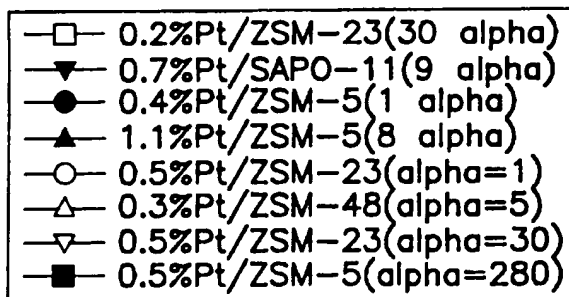 0.2%Pt/ZSM-23(30 alpha)
0.7%Pt/SAPO-11(9 alpha)
0.4%Pt/ZSM-5(1 alpha)
1.1%Pt/ZSM-5(8 alpha)
0.5%Pt/ZSM-23(alpha=1)
0.3%Pt/ZSM-48(alpha=5)
0.5%Pt/ZSM-23(alpha=30)
0.5%Pt/ZSM-5(alpha=280)